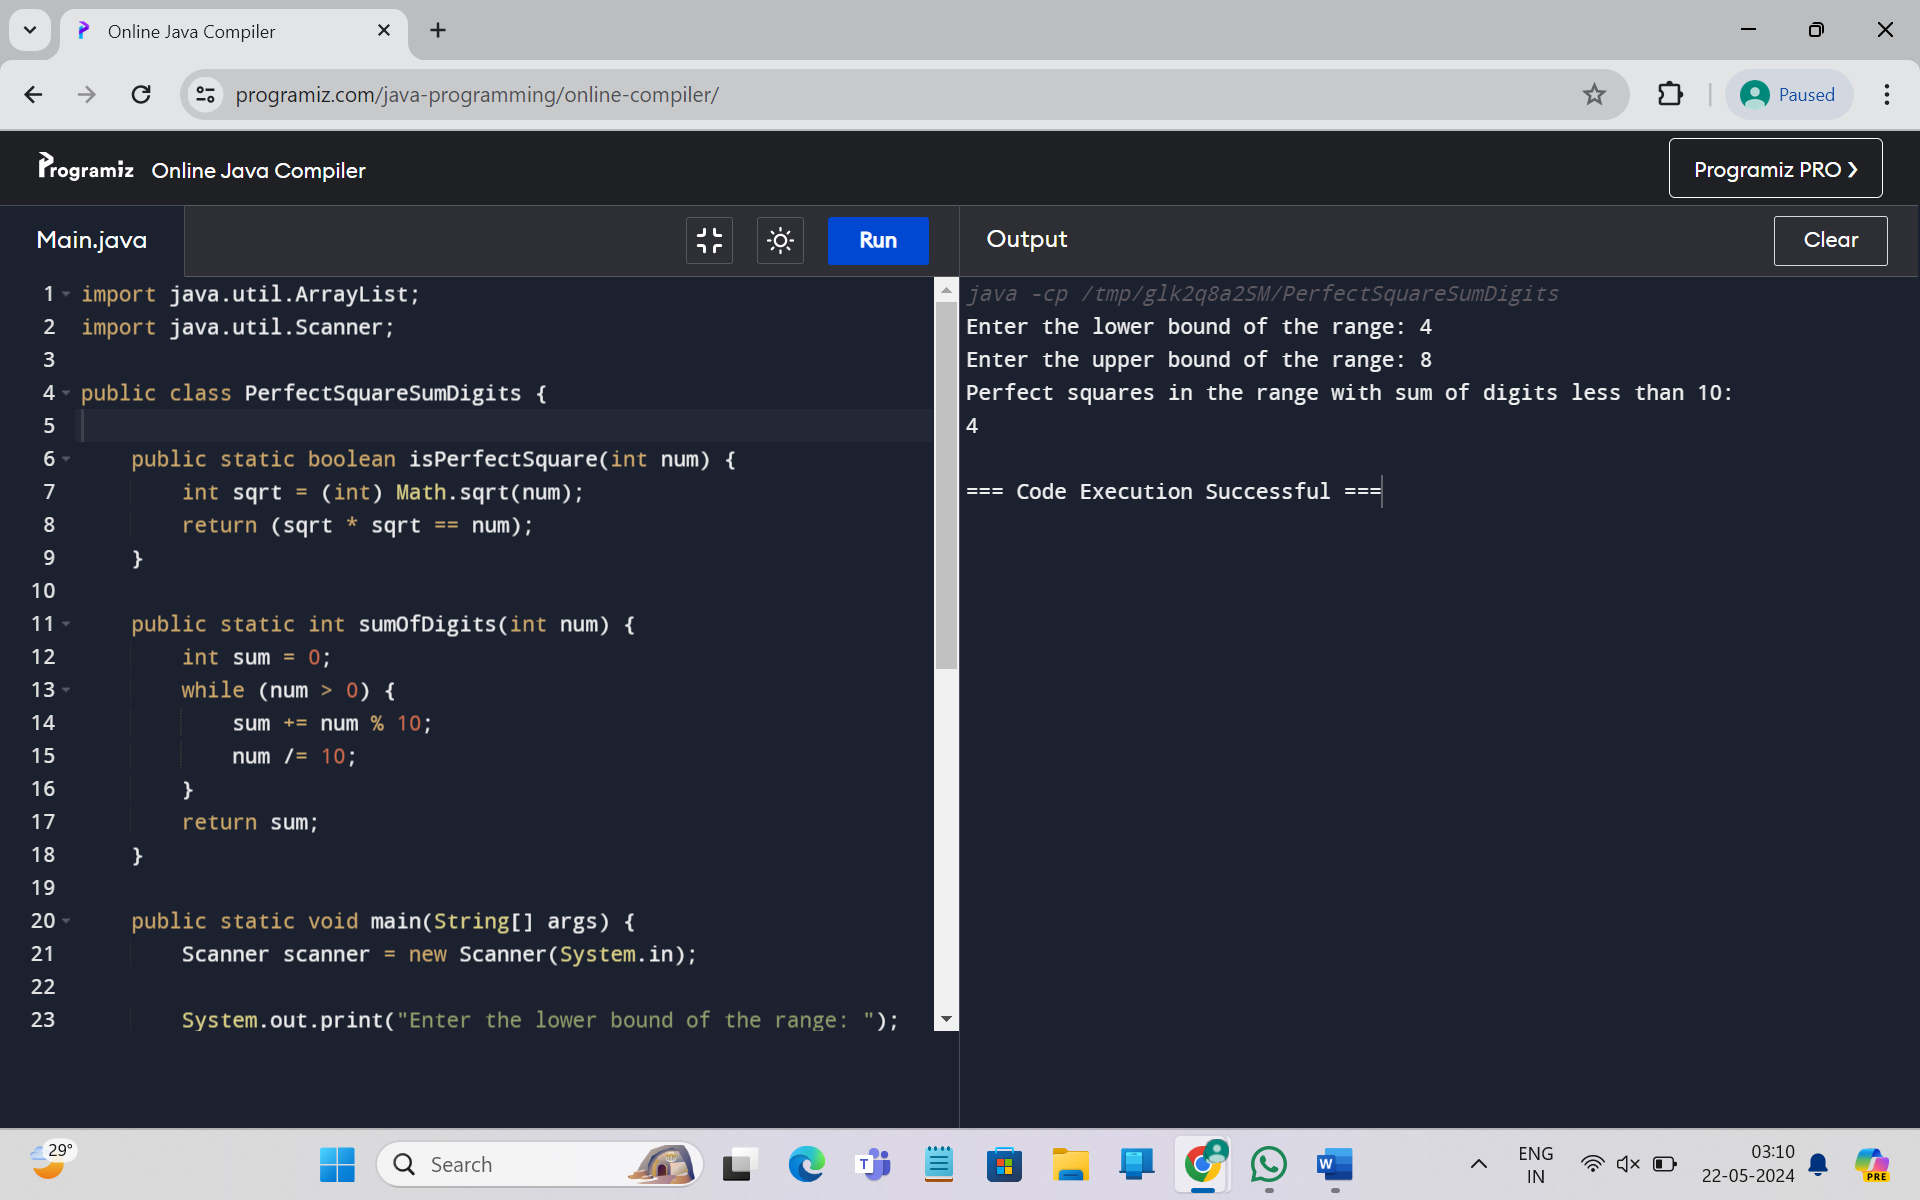 Online Java Compiler
programiz.com/java-programming/online-compiler/
Paused
Programiz Online Java Compiler
Programiz PRO
Main.java
Run
Output
Clear
1 import java.util.ArrayList;
2 import java.util.Scanner;
3
4 public class PerfectSquareSumDigits {
5
6 public static boolean isPerfectSquare(int num) {
7 int sqrt = (int) Math.sqrt(num);
8 return (sqrt * sqrt == num);
9 }
10
11 public static int sumOfDigits(int num) {
12 int sum = 0;
13 while (num > 0) {
14 sum += num % 10;
15 num /= 10;
16 }
17 return sum;
18 }
19
20 public static void main(String[] args) {
21 Scanner scanner = new Scanner(System.in);
22
23 System.out.print("Enter the lower bound of the range: ");
java -cp /tmp/glk2q8a2SM/PerfectSquareSumDigits
Enter the lower bound of the range: 4
Enter the upper bound of the range: 8
Perfect squares in the range with sum of digits less than 10:
4
=== Code Execution Successful ===
29°
Search
ENG
IN
03:10
22-05-2024
PRE